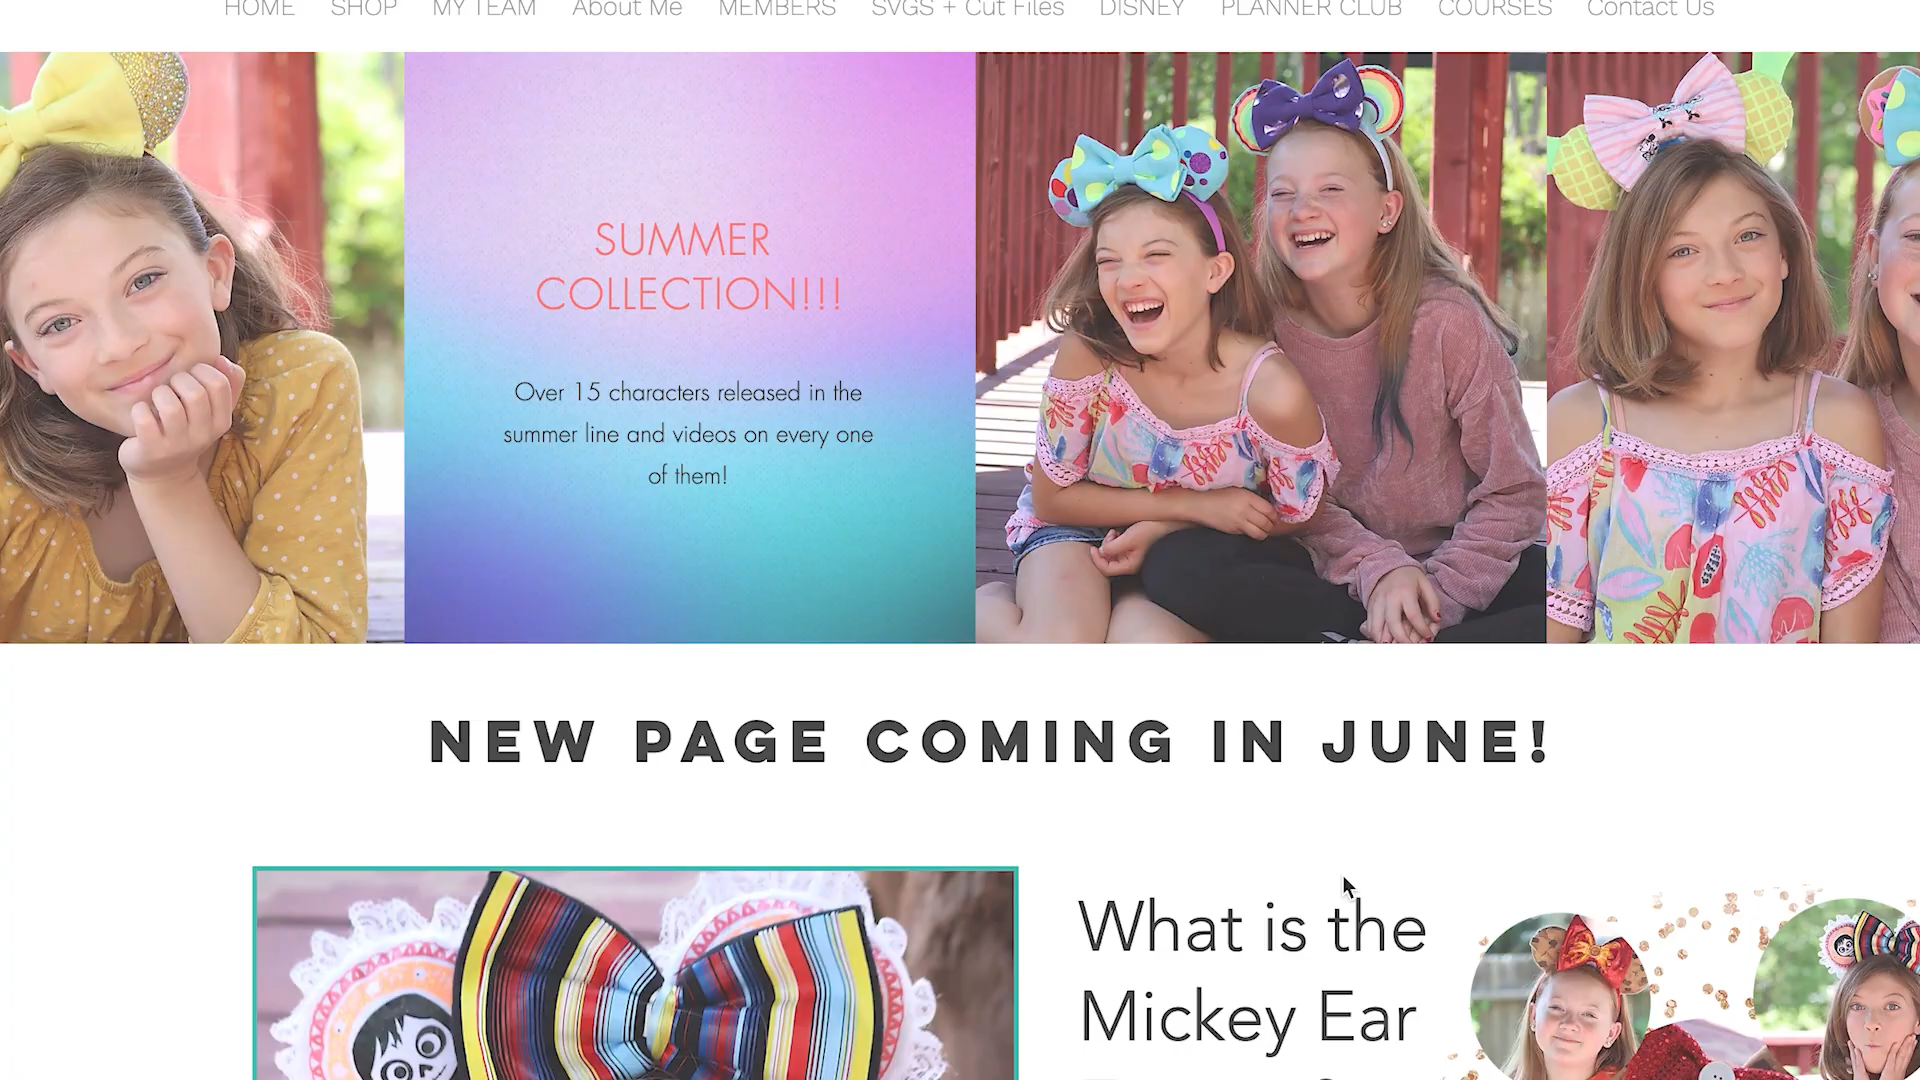 HOME SHOP MY TEAM About Me MEMBERS SVGS + Cut Files DISNEY PLANNER CLUB COURSES Contact Us
SUMMER
COLLECTION!!!
Over 15 characters released in the
summer line and videos on every one
of them!
NEW PAGE COMING IN JUNE!
What is the
Mickey Ear